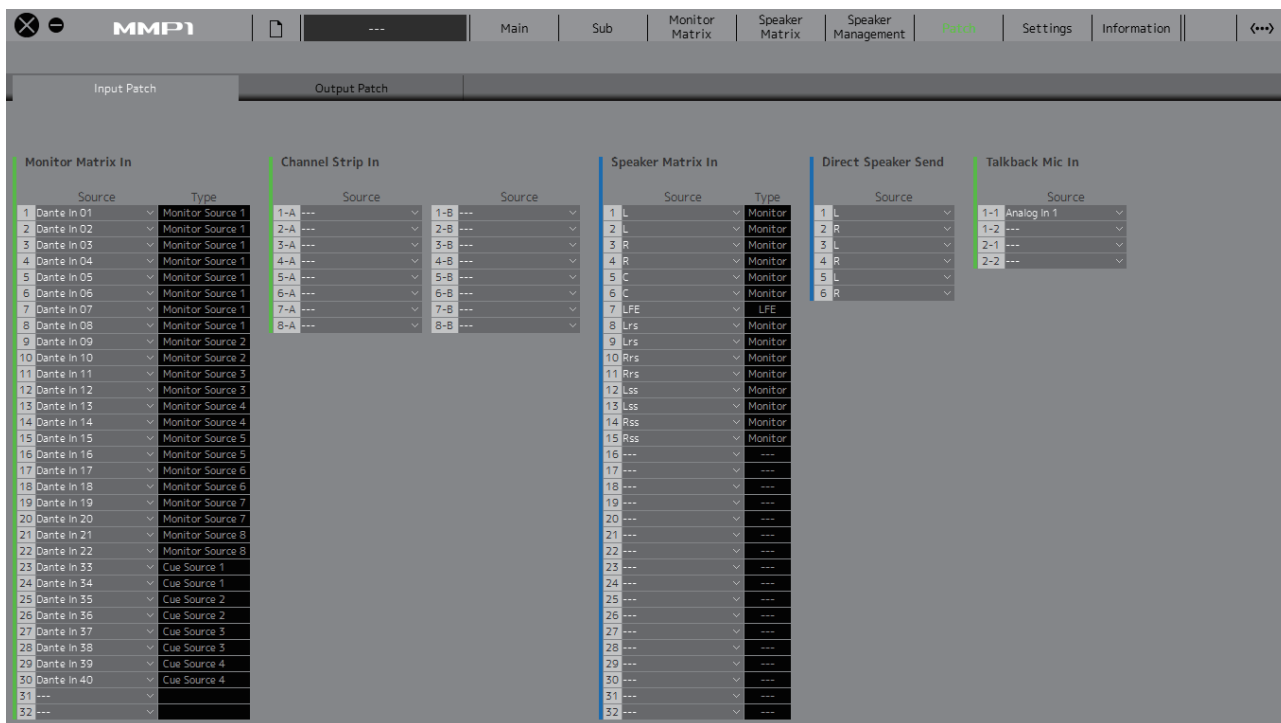 MMP1
---
Main
Sub
Monitor Matrix
Speaker Matrix
Speaker Management
Patch
Settings
Information
Input Patch
Output Patch
Monitor Matrix In
Source Type
1 Dante In 01 Monitor Source 1
2 Dante In 02 Monitor Source 1
3 Dante In 03 Monitor Source 1
4 Dante In 04 Monitor Source 1
5 Dante In 05 Monitor Source 1
6 Dante In 06 Monitor Source 1
7 Dante In 07 Monitor Source 1
8 Dante In 08 Monitor Source 1
9 Dante In 09 Monitor Source 2
10 Dante In 10 Monitor Source 2
11 Dante In 11 Monitor Source 3
12 Dante In 12 Monitor Source 3
13 Dante In 13 Monitor Source 4
14 Dante In 14 Monitor Source 4
15 Dante In 15 Monitor Source 5
16 Dante In 16 Monitor Source 5
17 Dante In 17 Monitor Source 6
18 Dante In 18 Monitor Source 6
19 Dante In 19 Monitor Source 7
20 Dante In 20 Monitor Source 7
21 Dante In 21 Monitor Source 8
22 Dante In 22 Monitor Source 8
23 Dante In 33 Cue Source 1
24 Dante In 34 Cue Source 1
25 Dante In 35 Cue Source 2
26 Dante In 36 Cue Source 2
27 Dante In 37 Cue Source 3
28 Dante In 38 Cue Source 3
29 Dante In 39 Cue Source 4
30 Dante In 40 Cue Source 4
31 ---
32 ---
Channel Strip In
Source Source
1-A --- 1-B ---
2-A --- 2-B ---
3-A --- 3-B ---
4-A --- 4-B ---
5-A --- 5-B ---
6-A --- 6-B ---
7-A --- 7-B ---
8-A --- 8-B ---
Speaker Matrix In
Source Type
1 L Monitor
2 L Monitor
3 R Monitor
4 R Monitor
5 C Monitor
6 C Monitor
7 LFE LFE
8 Lrs Monitor
9 Lrs Monitor
10 Rrs Monitor
11 Rrs Monitor
12 Lss Monitor
13 Lss Monitor
14 Rss Monitor
15 Rss Monitor
16 --- ---
17 --- ---
18 --- ---
19 --- ---
20 --- ---
21 --- ---
22 --- ---
23 --- ---
24 --- ---
25 --- ---
26 --- ---
27 --- ---
28 --- ---
29 --- ---
30 --- ---
31 --- ---
32 --- ---
Direct Speaker Send
Source
1 L
2 R
3 L
4 R
5 L
6 R
Talkback Mic In
Source
1-1 Analog In 1
1-2 ---
2-1 ---
2-2 ---